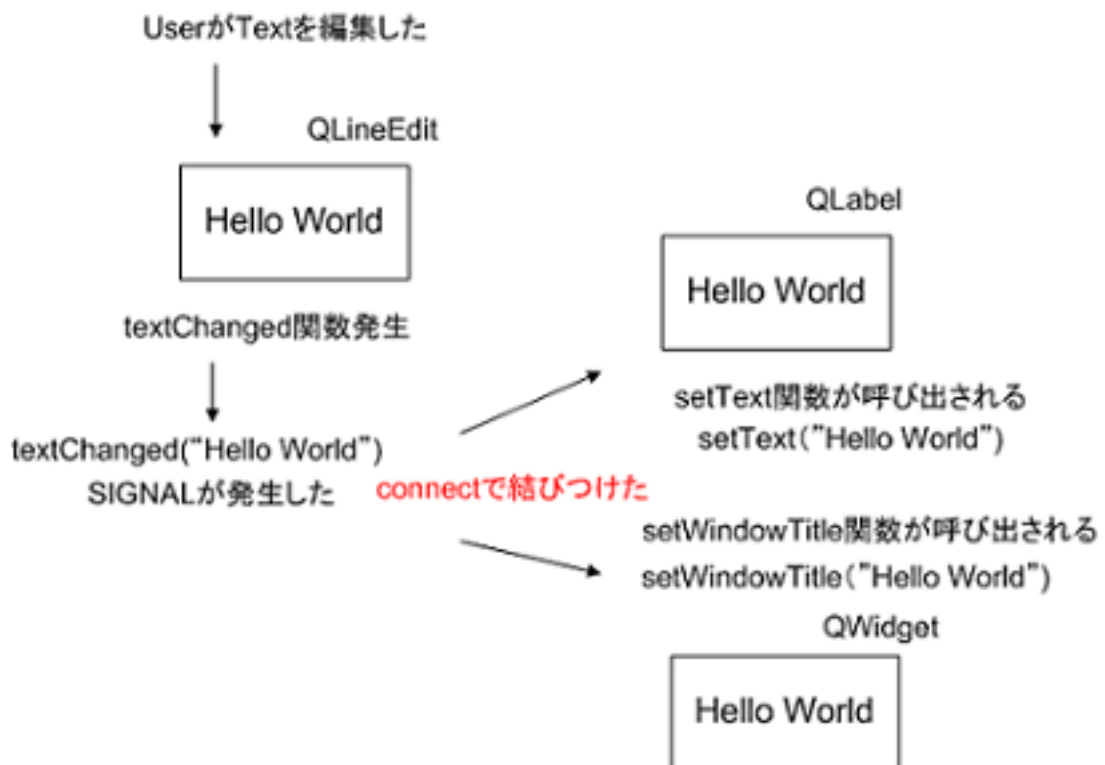 UserがTextを編集した
QLineEdit
Hello World
textChanged関数発生
textChanged(“Hello World”)
SIGNALが発生した
connectで結びつけた
QLabel
Hello World
setText関数が呼び出される
setText(”Hello World”)
setWindowTitle関数が呼び出される
setWindowTitle(”Hello World”)
QWidget
Hello World